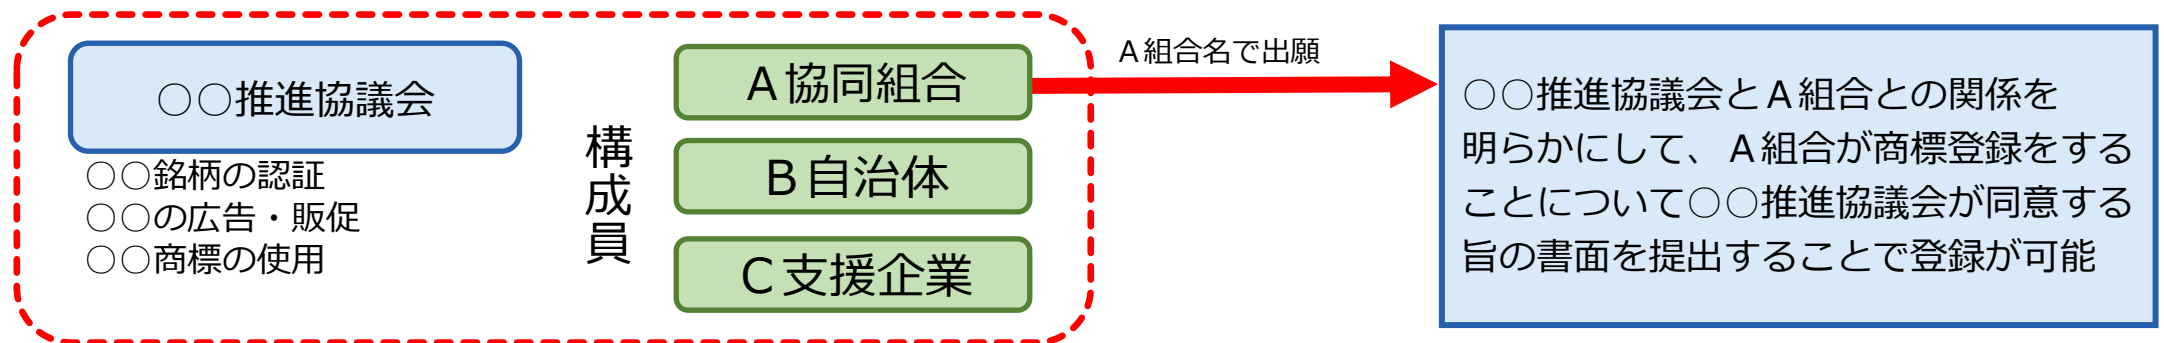 ○○推進協議会
○○銘柄の認証
○○の広告・販促
○○商標の使用
構成員
A協同組合
B自治体
C支援企業
A組合名で出願
○○推進協議会とA組合との関係を
明らかにして、A組合が商標登録をする
ことについて○○推進協議会が同意する
旨の書面を提出することで登録が可能